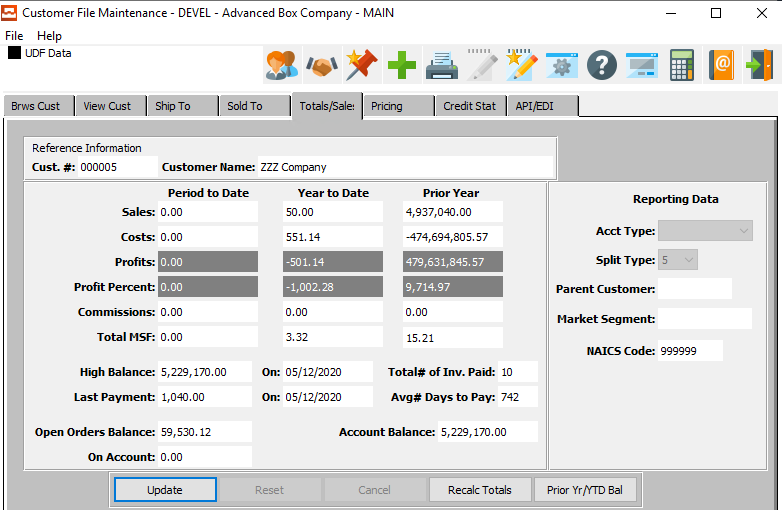 Customer File Maintenance - DEVEL - Advanced Box Company - MAIN
File Help
UDF Data
Brws Cust View Cust Ship To Sold To Totals/Sales Pricing Credit Stat API/EDI
Reference Information
Cust. #: 000005 Customer Name: ZZZ Company
Period to Date Year to Date Prior Year
Sales: 0.00 50.00 4,937,040.00
Costs: 0.00 551.14 -474,694,805.57
Profits: 0.00 -501.14 479,631,845.57
Profit Percent: 0.00 -1,002.28 9,714.97
Commissions: 0.00 0.00 0.00
Total MSF: 0.00 3.32 15.21
High Balance: 5,229,170.00 On: 05/12/2020 Total# of Inv. Paid: 10
Last Payment: 1,040.00 On: 05/12/2020 Avg# Days to Pay: 742
Open Orders Balance: 59,530.12 Account Balance: 5,229,170.00
On Account: 0.00
Reporting Data
Acct Type:
Split Type: 5
Parent Customer:
Market Segment:
NAICS Code: 999999
Update Reset Cancel Recalc Totals Prior Yr/YTD Bal